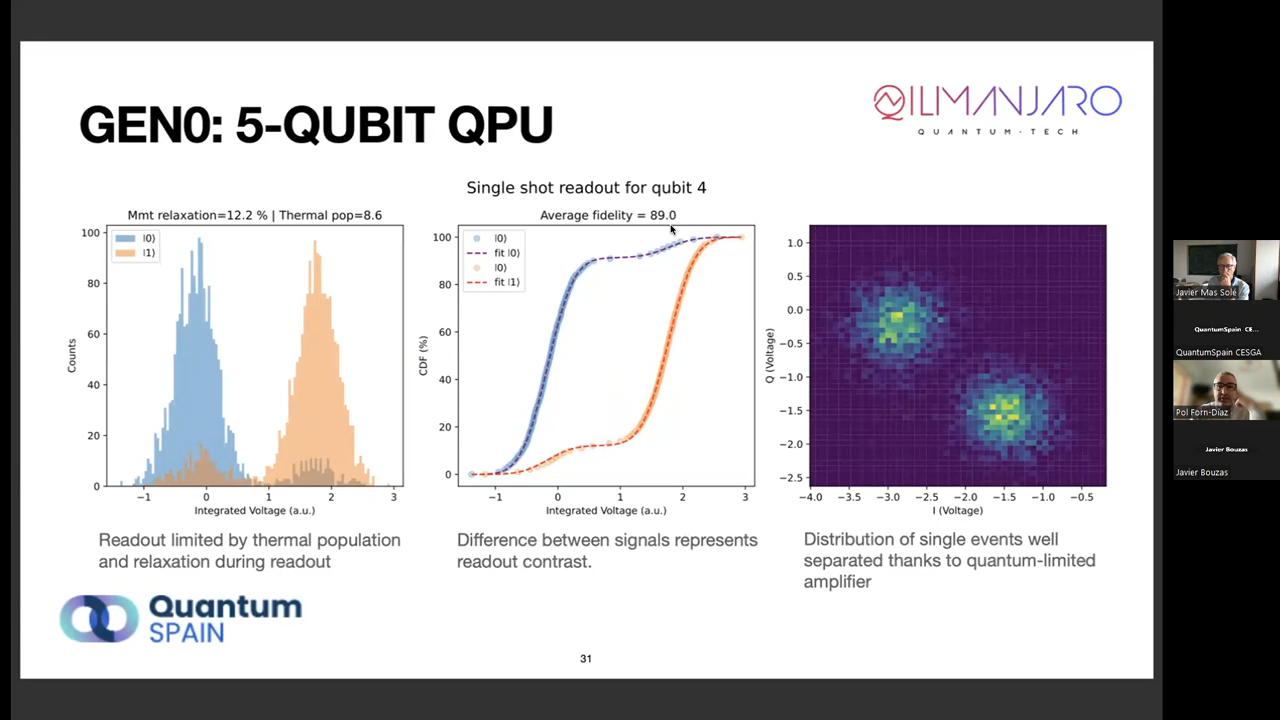 GEN0: 5-QUBIT QPU
QILIMANJARO
QUANTUM·TECH
Single shot readout for qubit 4
Mmt relaxation=12.2 % | Thermal pop=8.6
|0⟩
|1⟩
Counts
100
80
60
40
20
0
−1
0
1
2
3
Integrated Voltage (a.u.)
Average fidelity = 89.0
|0⟩
fit |0⟩
|0⟩
fit |1⟩
CDF (%)
100
80
60
40
20
0
−1
0
1
2
3
Integrated Voltage (a.u.)
Q (Voltage)
1.0
0.5
0.0
−0.5
−1.0
−1.5
−2.0
−2.5
−4.0
−3.5
−3.0
−2.5
−2.0
−1.5
−1.0
−0.5
I (Voltage)
Readout limited by thermal population
and relaxation during readout
Difference between signals represents
readout contrast.
Distribution of single events well
separated thanks to quantum-limited
amplifier
Quantum
SPAIN
31
Javier Mas Solé
QuantumSpain CE...
QuantumSpain CESGA
Pol Forn-Díaz
Javier Bouzas
Javier Bouzas